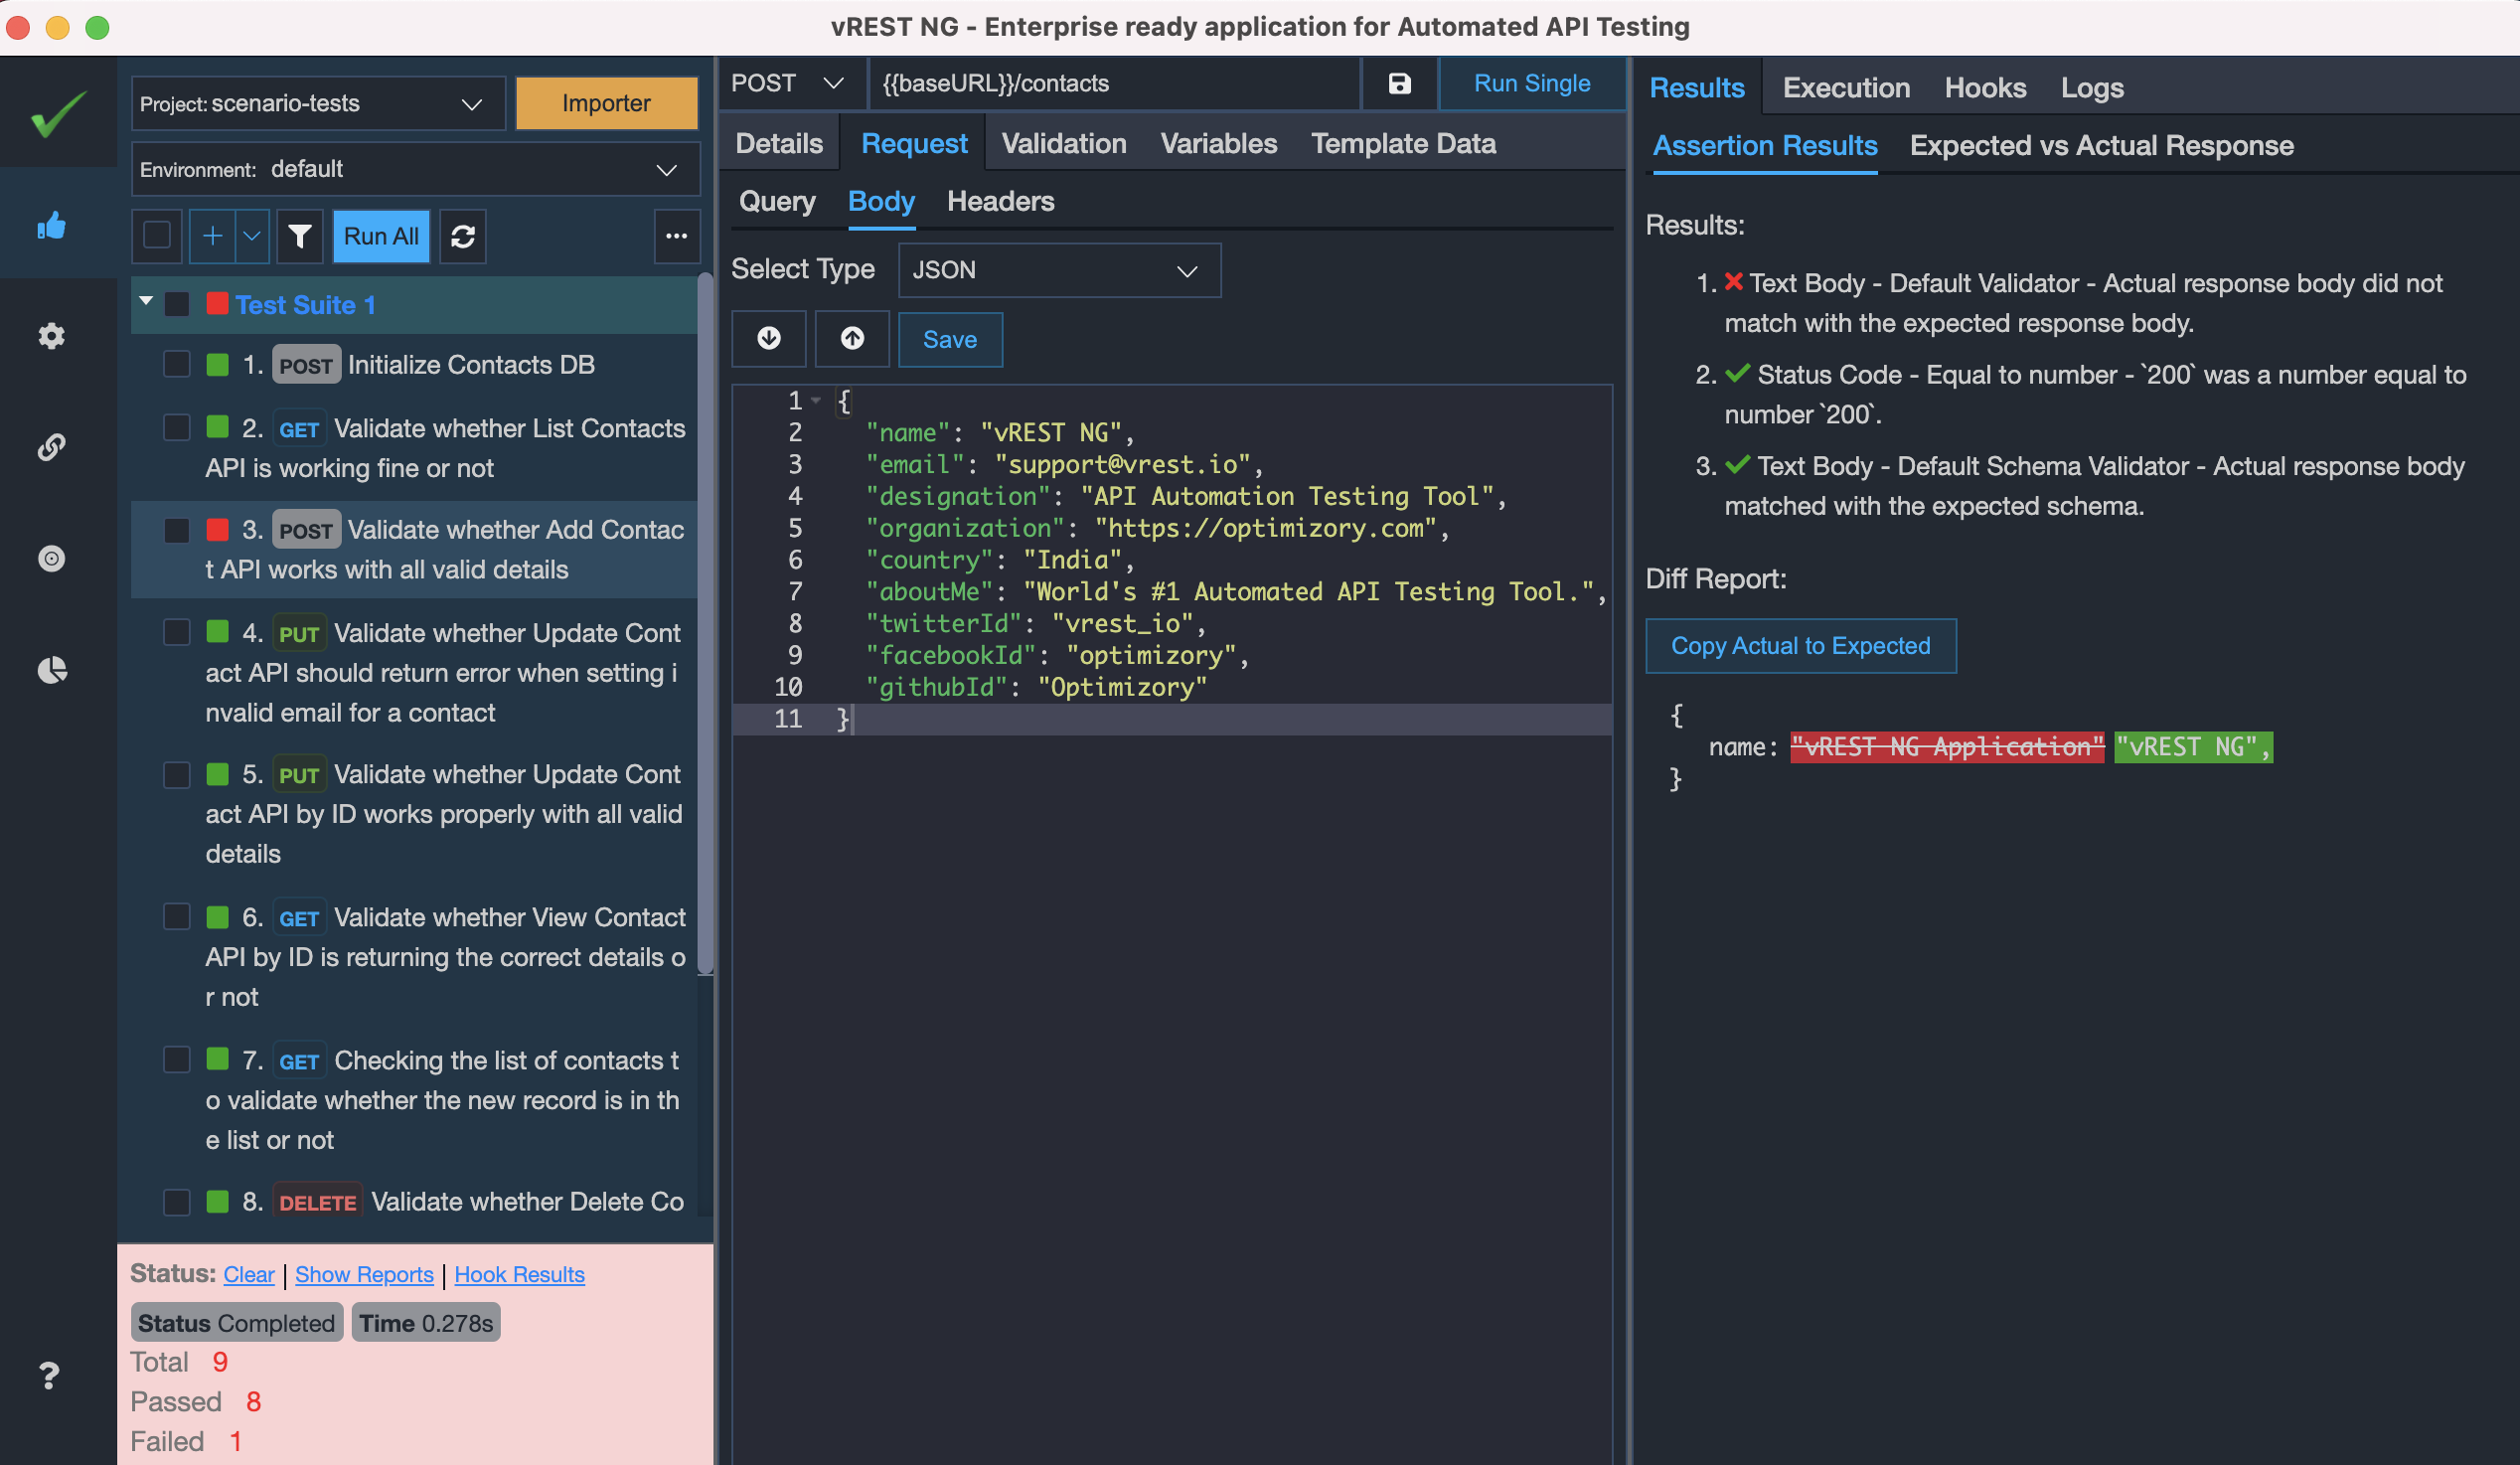 vREST NG - Enterprise ready application for Automated API Testing
Project: scenario-tests
Importer
Environment: default
Run All
Test Suite 1
1. POST Initialize Contacts DB
2. GET Validate whether List Contacts
API is working fine or not
3. POST Validate whether Add Contac
t API works with all valid details
4. PUT Validate whether Update Cont
act API should return error when setting i
nvalid email for a contact
5. PUT Validate whether Update Cont
act API by ID works properly with all valid
details
6. GET Validate whether View Contact
API by ID is returning the correct details o
r not
7. GET Checking the list of contacts t
o validate whether the new record is in th
e list or not
8. DELETE Validate whether Delete Co
Status: Clear | Show Reports | Hook Results
Status Completed Time 0.278s
Total 9
Passed 8
Failed 1
POST {{baseURL}}/contacts Run Single
Details Request Validation Variables Template Data
Query Body Headers
Select Type JSON
Save
1 {
2 "name": "vREST NG",
3 "email": "support@vrest.io",
4 "designation": "API Automation Testing Tool",
5 "organization": "https://optimizory.com",
6 "country": "India",
7 "aboutMe": "World's #1 Automated API Testing Tool.",
8 "twitterId": "vrest_io",
9 "facebookId": "optimizory",
10 "githubId": "Optimizory"
11 }
Results Execution Hooks Logs
Assertion Results Expected vs Actual Response
Results:
1. ✖ Text Body - Default Validator - Actual response body did not
match with the expected response body.
2. ✔ Status Code - Equal to number - `200` was a number equal to
number `200`.
3. ✔ Text Body - Default Schema Validator - Actual response body
matched with the expected schema.
Diff Report:
Copy Actual to Expected
{
name: "vREST NG Application" "vREST NG",
}